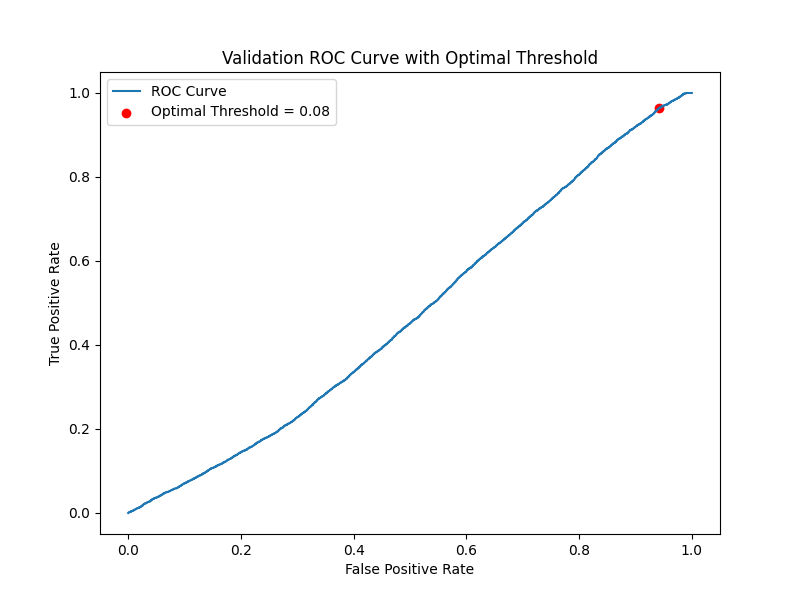 Validation ROC Curve with Optimal Threshold
ROC Curve
Optimal Threshold = 0.08
True Positive Rate
1.0
0.8
0.6
0.4
0.2
0.0
0.0 0.2 0.4 0.6 0.8 1.0
False Positive Rate